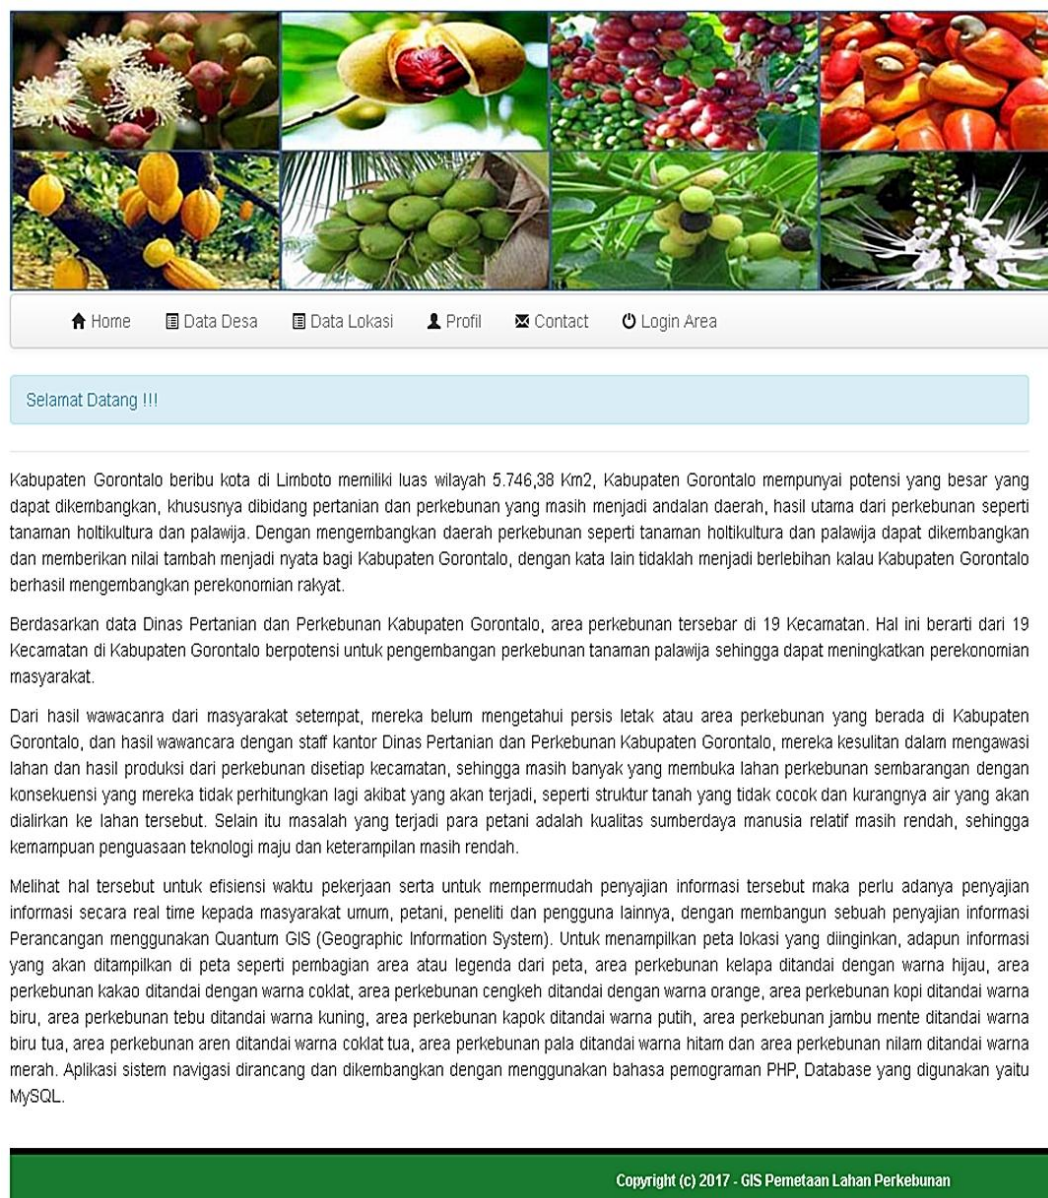 Home Data Desa Data Lokasi Profil Contact Login Area
Selamat Datang !!!
Kabupaten Gorontalo beribu kota di Limboto memiliki luas wilayah 5.746,38 Km2, Kabupaten Gorontalo mempunyai potensi yang besar yang
dapat dikembangkan, khususnya dibidang pertanian dan perkebunan yang masih menjadi andalan daerah, hasil utama dari perkebunan seperti
tanaman holtikultura dan palawija. Dengan mengembangkan daerah perkebunan seperti tanaman holtikultura dan palawija dapat dikembangkan
dan memberikan nilai tambah menjadi nyata bagi Kabupaten Gorontalo, dengan kata lain tidaklah menjadi berlebihan kalau Kabupaten Gorontalo
berhasil mengembangkan perekonomian rakyat.
Berdasarkan data Dinas Pertanian dan Perkebunan Kabupaten Gorontalo, area perkebunan tersebar di 19 Kecamatan. Hal ini berarti dari 19
Kecamatan di Kabupaten Gorontalo berpotensi untuk pengembangan perkebunan tanaman palawija sehingga dapat meningkatkan perekonomian
masyarakat.
Dari hasil wawacanra dari masyarakat setempat, mereka belum mengetahui persis letak atau area perkebunan yang berada di Kabupaten
Gorontalo, dan hasil wawancara dengan staff kantor Dinas Pertanian dan Perkebunan Kabupaten Gorontalo, mereka kesulitan dalam mengawasi
lahan dan hasil produksi dari perkebunan disetiap kecamatan, sehingga masih banyak yang membuka lahan perkebunan sembarangan dengan
konsekuensi yang mereka tidak perhitungkan lagi akibat yang akan terjadi, seperti struktur tanah yang tidak cocok dan kurangnya air yang akan
dialirkan ke lahan tersebut. Selain itu masalah yang terjadi para petani adalah kualitas sumberdaya manusia relatif masih rendah, sehingga
kemampuan penguasaan teknologi maju dan keterampilan masih rendah.
Melihat hal tersebut untuk efisiensi waktu pekerjaan serta untuk mempermudah penyajian informasi tersebut maka perlu adanya penyajian
informasi secara real time kepada masyarakat umum, petani, peneliti dan pengguna lainnya, dengan membangun sebuah penyajian informasi
Perancangan menggunakan Quantum GIS (Geographic Information System). Untuk menampilkan peta lokasi yang diinginkan, adapun informasi
yang akan ditampilkan di peta seperti pembagian area atau legenda dari peta, area perkebunan kelapa ditandai dengan warna hijau, area
perkebunan kakao ditandai dengan warna coklat, area perkebunan cengkeh ditandai dengan warna orange, area perkebunan kopi ditandai warna
biru, area perkebunan tebu ditandai warna kuning, area perkebunan kapok ditandai warna putih, area perkebunan jambu mente ditandai warna
biru tua, area perkebunan aren ditandai warna coklat tua, area perkebunan pala ditandai warna hitam dan area perkebunan nilam ditandai warna
merah. Aplikasi sistem navigasi dirancang dan dikembangkan dengan menggunakan bahasa pemograman PHP, Database yang digunakan yaitu
MySQL.
Copyright (c) 2017 - GIS Pemetaan Lahan Perkebunan